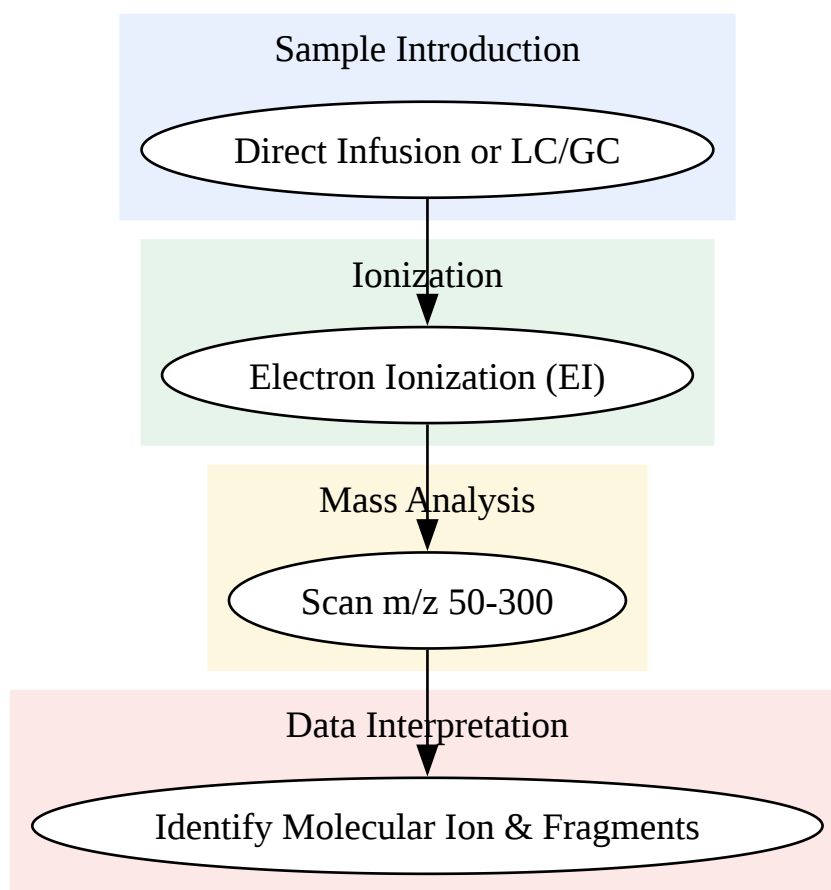 Sample Introduction
Direct Infusion or LC/GC
Ionization
Electron Ionization (EI)
Mass Analysis
Scan m/z 50-300
Data Interpretation
Identify Molecular Ion & Fragments